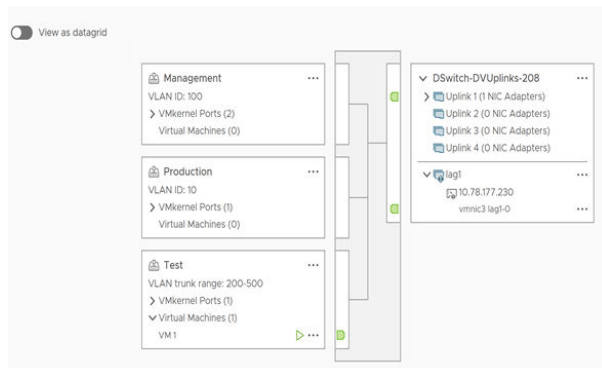 View as datagrid
Management ...
VLAN ID: 100
VMkernel Ports (2)
Virtual Machines (0)
Production ...
VLAN ID: 10
VMkernel Ports (1)
Virtual Machines (0)
Test ...
VLAN trunk range: 200-500
VMkernel Ports (1)
Virtual Machines (1)
VM 1 ...
DSwitch-DVUplinks-208 ...
Uplink 1 (1 NIC Adapters)
Uplink 2 (0 NIC Adapters)
Uplink 3 (0 NIC Adapters)
Uplink 4 (0 NIC Adapters)
lag1 ...
10.78.177.230
vmnic3 lag1-0 ...